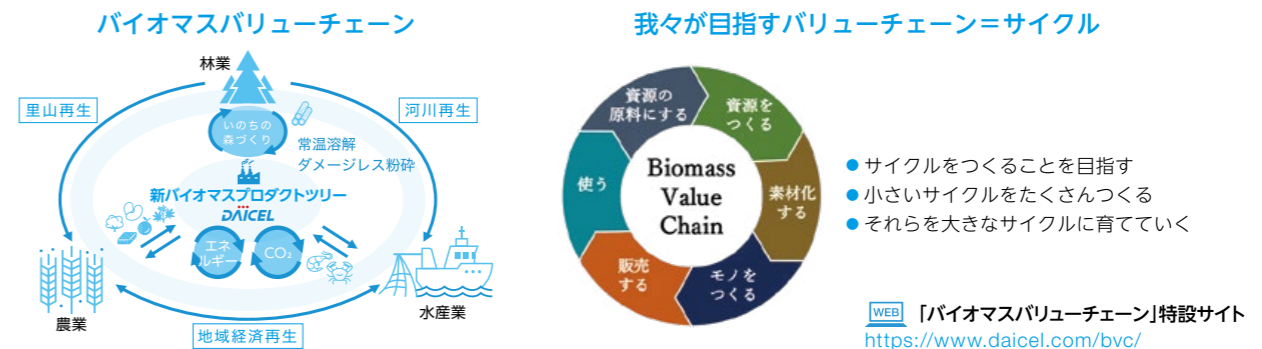 バイオマスバリューチェーン
林業
里山再生
河川再生
いのちの
森づくり
常温溶解
ダメージレス粉砕
新バイオマスプロダクトツリー
DAICEL
エネ
ルギー
CO₂
農業
水産業
地域経済再生
我々が目指すバリューチェーン＝サイクル
資源の
原料にする
資源を
つくる
素材化
する
モノを
つくる
販売
する
使う
Biomass
Value
Chain
● サイクルをつくることを目指す
● 小さいサイクルをたくさんつくる
● それらを大きなサイクルに育てていく
WEB 「バイオマスバリューチェーン」特設サイト
https://www.daicel.com/bvc/